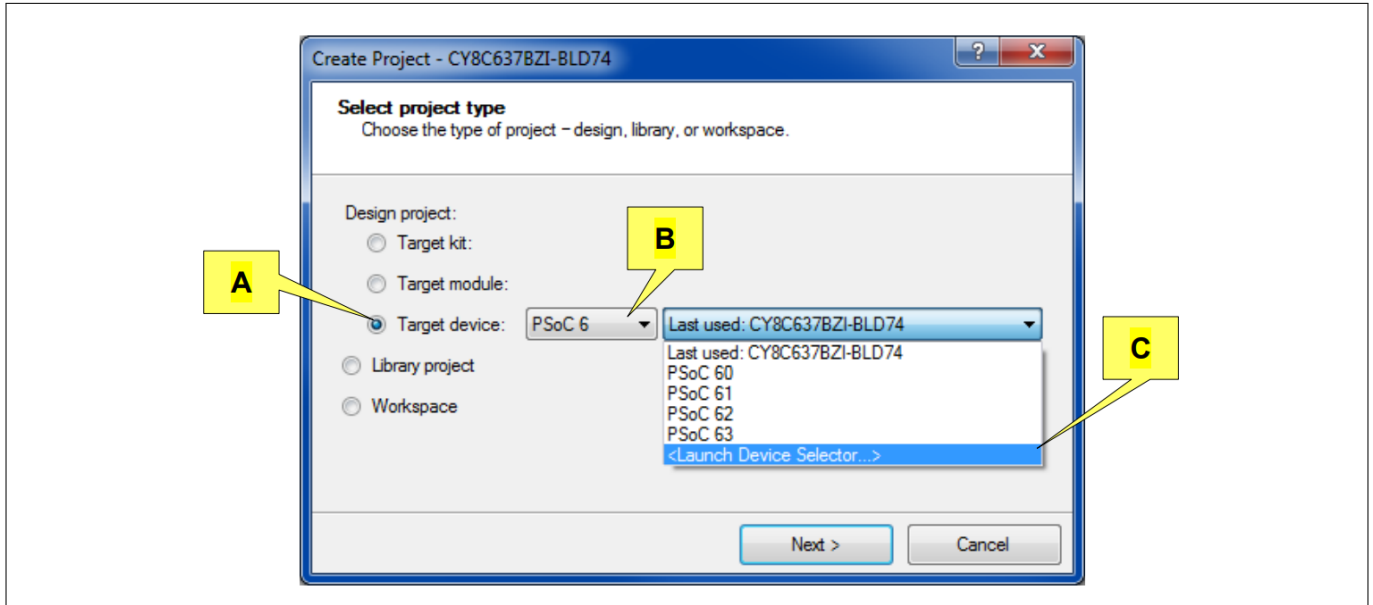 Create Project - CY8C637BZI-BLD74
?
X
Select project type
Choose the type of project – design, library, or workspace.
Design project:
Target kit:
B
A
Target module:
Target device: PSoC 6 Last used: CY8C637BZI-BLD74
Last used: CY8C637BZI-BLD74
C
Library project
PSoC 60
PSoC 61
Workspace
PSoC 62
PSoC 63
<Launch Device Selector...>
Next > Cancel